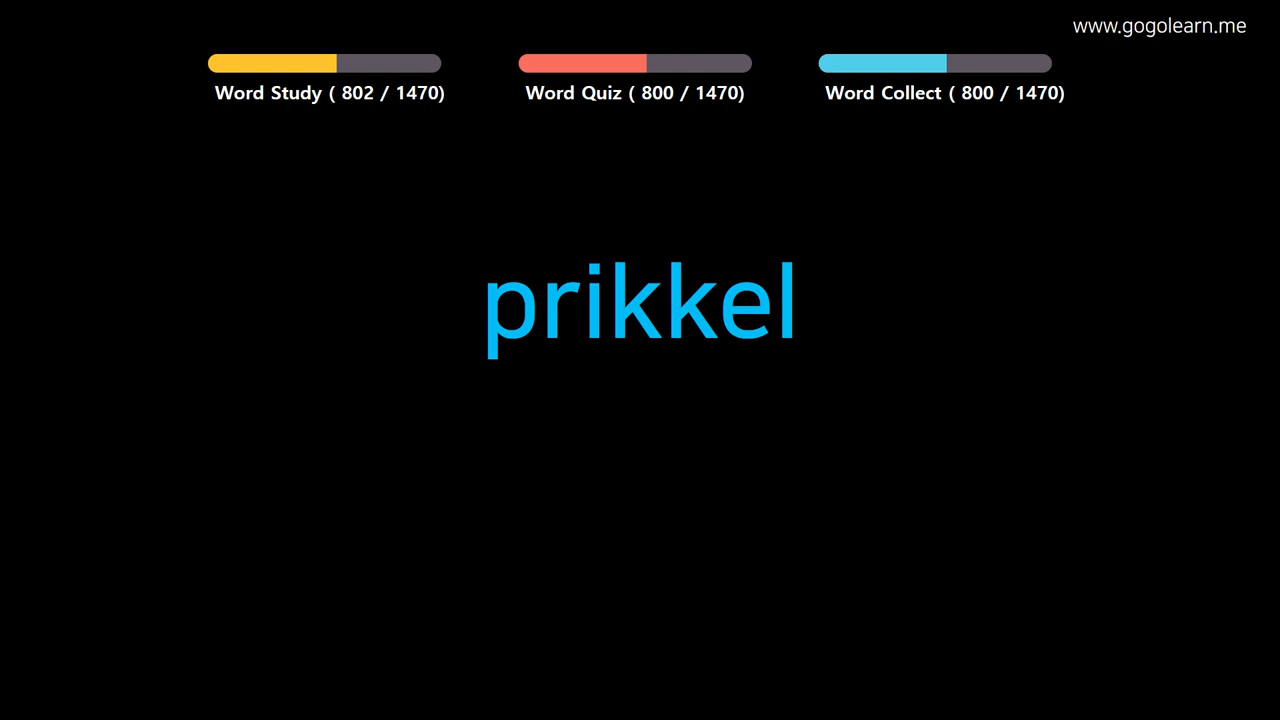 www.gogolearn.me
Word Study ( 802 / 1470)
Word Quiz ( 800 / 1470)
Word Collect ( 800 / 1470)
prikkel